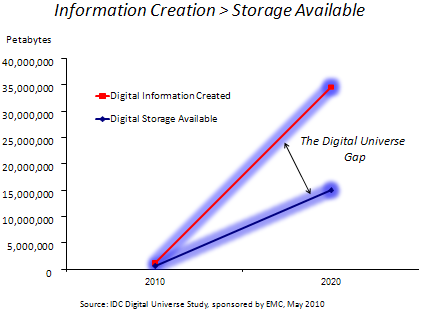 Information Creation > Storage Available
Petabytes
40,000,000
35,000,000
30,000,000
25,000,000
20,000,000
15,000,000
10,000,000
5,000,000
0
Digital Information Created
Digital Storage Available
The Digital Universe
Gap
2010
2020
Source: IDC Digital Universe Study, sponsored by EMC, May 2010